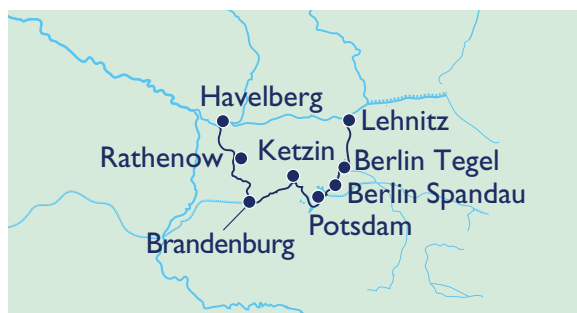 Havelberg
Lehnitz
Rathenow
Ketzin
Berlin Tegel
Berlin Spandau
Potsdam
Brandenburg